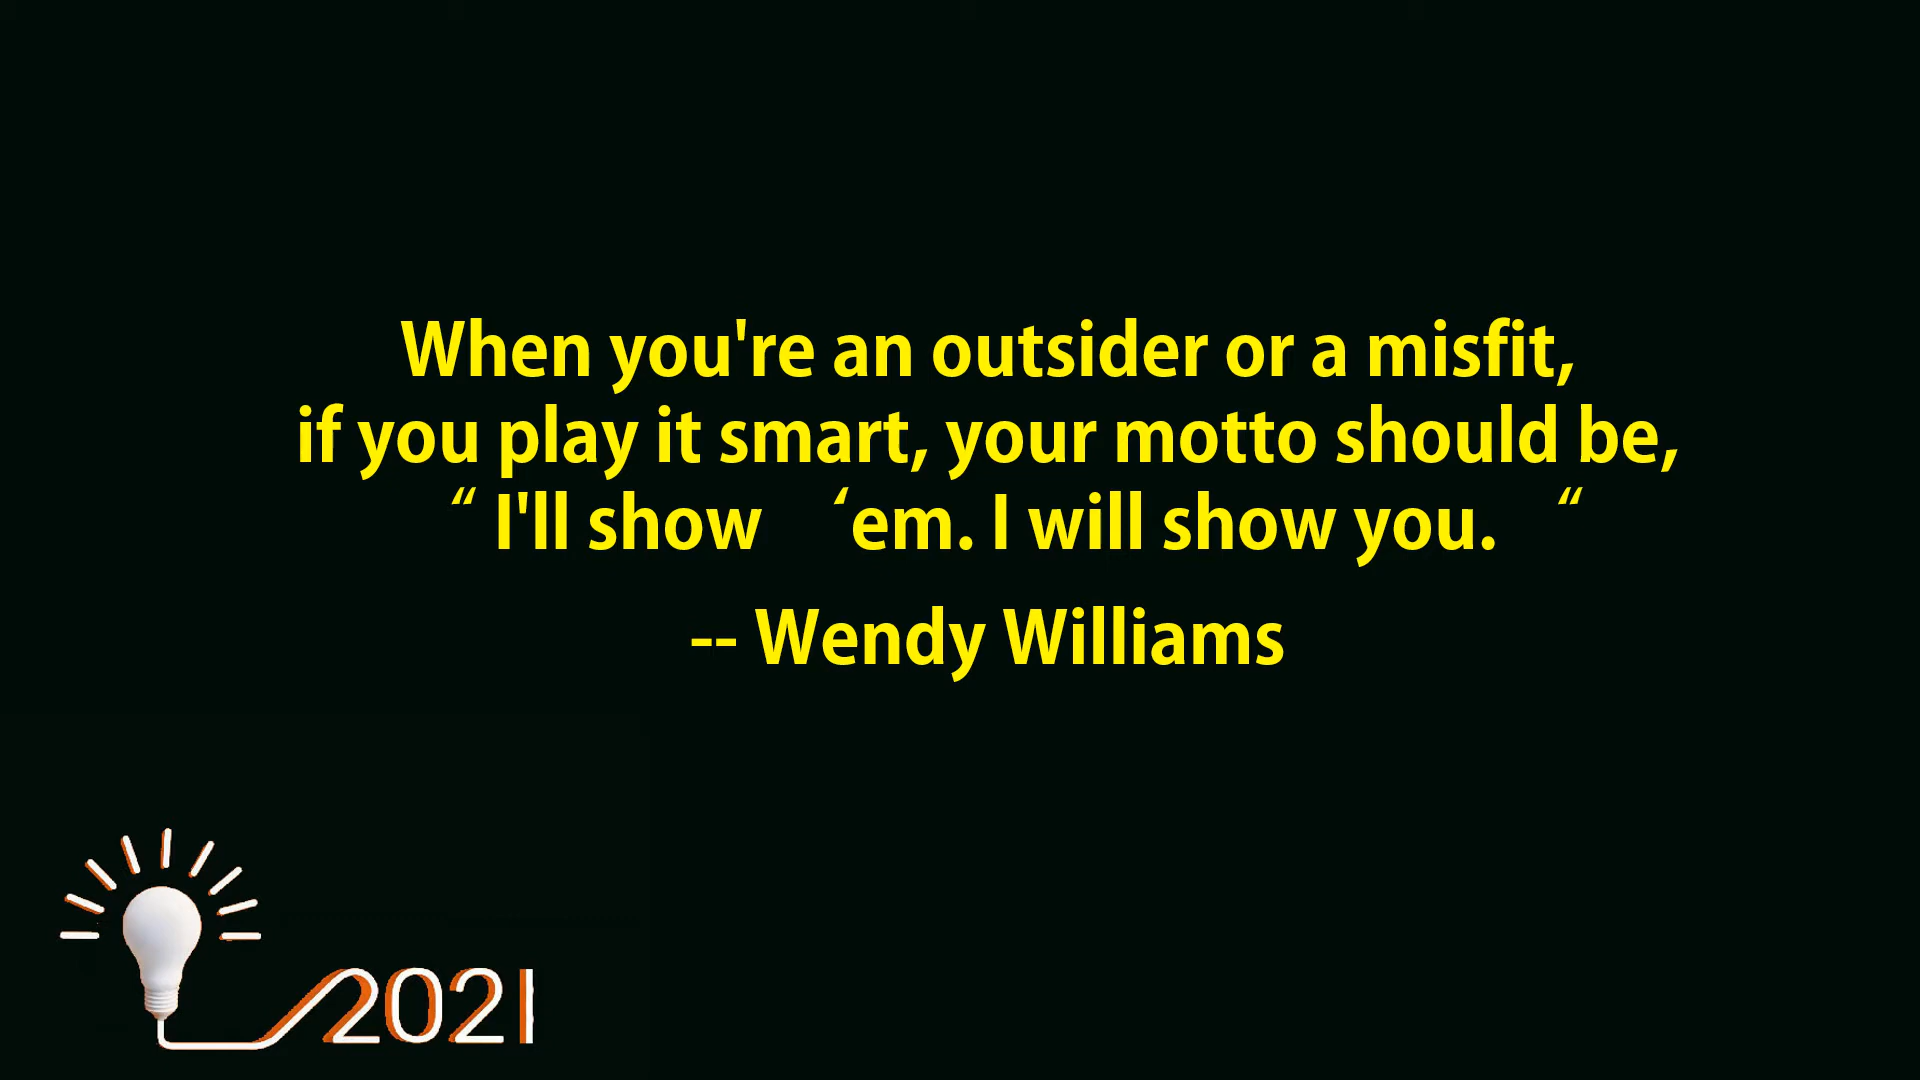 When you're an outsider or a misfit,
if you play it smart, your motto should be,
“ I'll show ‘em. I will show you. “
-- Wendy Williams
2021